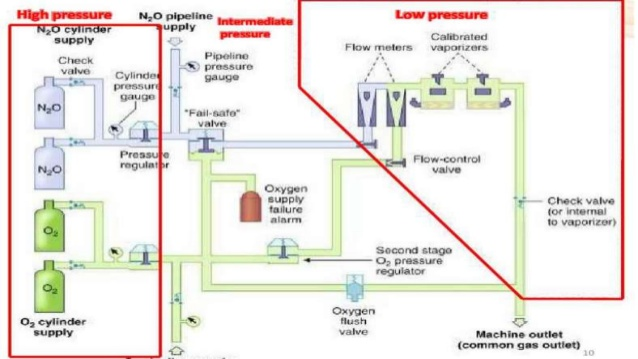 High pressure
N₂O cylinder
supply
N₂O pipeline
supply
Intermediate
pressure
Low pressure
Check
valve
Cylinder
pressure
gauge
Pipeline
pressure
gauge
Flow meters
Calibrated
vaporizers
N₂O
"Fail-safe"
valve
N₂O
Pressure
regulator
Flow-control
valve
Oxygen
supply
failure
alarm
Check valve
(or internal
to vaporizer)
O₂
Second stage
O₂ pressure
regulator
O₂
O₂ cylinder
supply
Oxygen
flush
valve
Machine outlet
(common gas outlet)
10